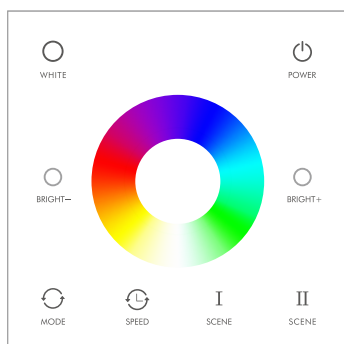 WHITE
POWER
BRIGHT−
BRIGHT+
I
II
MODE
SPEED
SCENE
SCENE